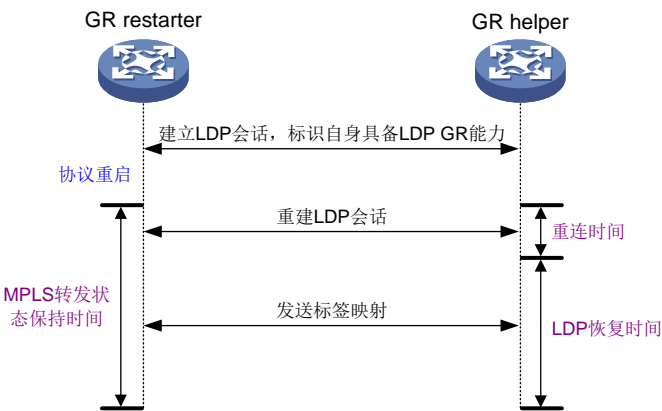 GR restarter
GR helper
建立LDP会话，标识自身具备LDP GR能力
协议重启
重建LDP会话
重连时间
MPLS转发状
态保持时间
发送标签映射
LDP恢复时间